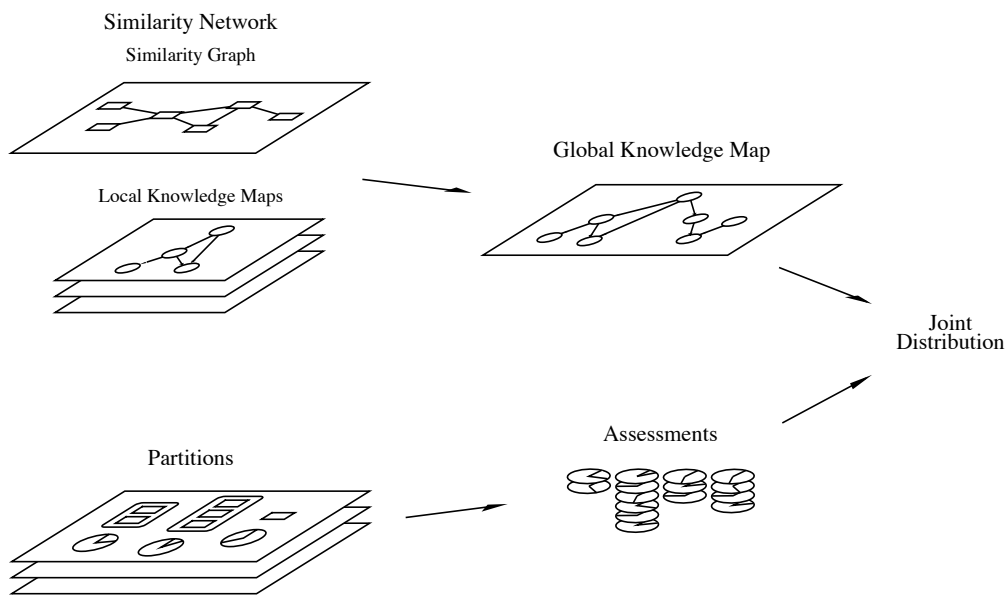 Similarity Network
Similarity Graph
Local Knowledge Maps
Global Knowledge Map
Joint
Distribution
Partitions
Assessments